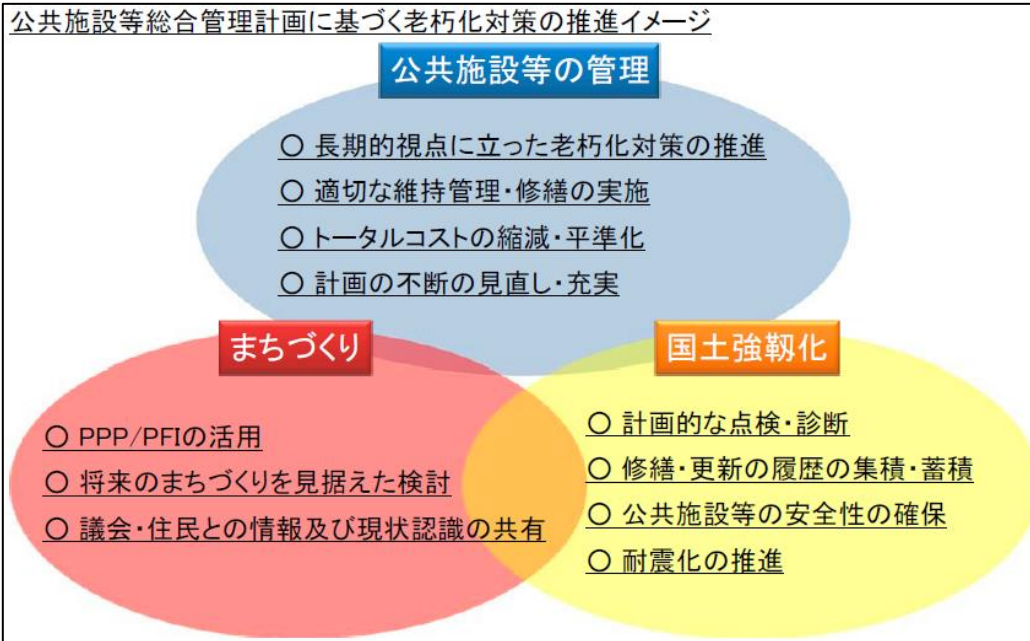 公共施設等総合管理計画に基づく老朽化対策の推進イメージ
公共施設等の管理
○ 長期的視点に立った老朽化対策の推進
○ 適切な維持管理・修繕の実施
○ トータルコストの縮減・平準化
○ 計画の不断の見直し・充実
まちづくり
○ PPP/PFIの活用
○ 将来のまちづくりを見据えた検討
○ 議会・住民との情報及び現状認識の共有
国土強靱化
○ 計画的な点検・診断
○ 修繕・更新の履歴の集積・蓄積
○ 公共施設等の安全性の確保
○ 耐震化の推進